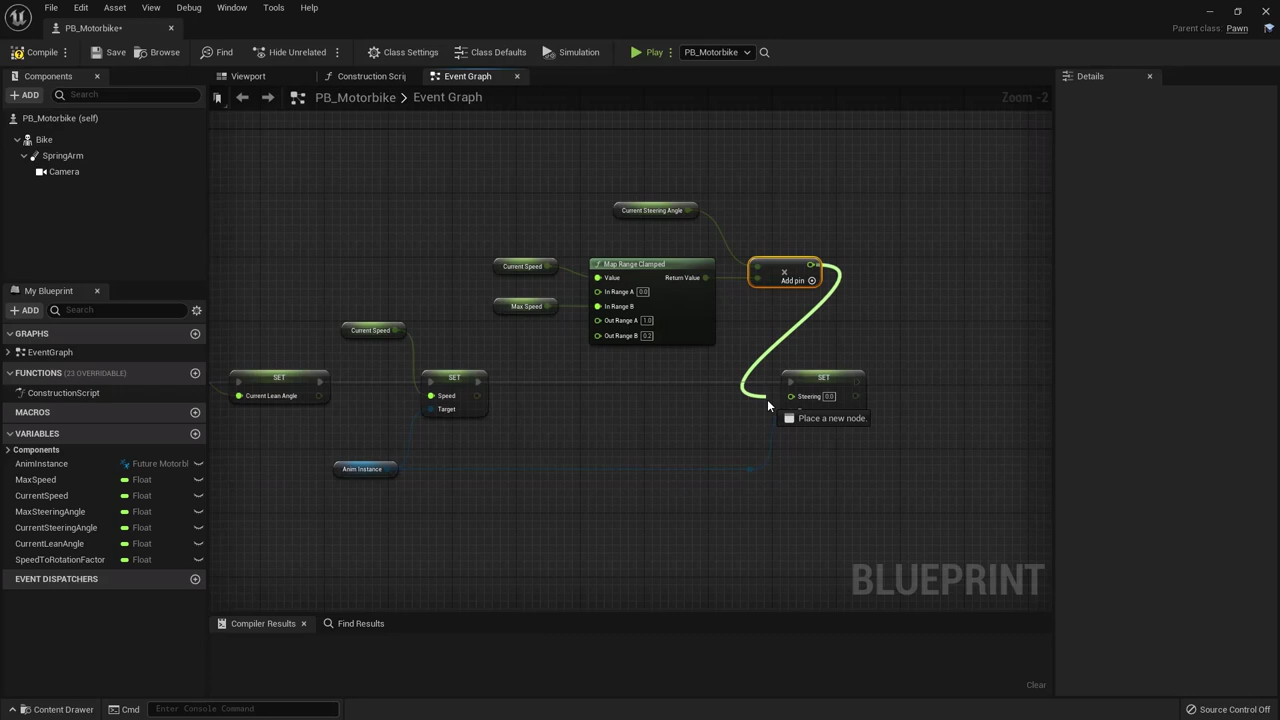 File Edit Asset View Debug Window Tools Help
PB_Motorbike*
Parent class: Pawn
Compile Save Browse Find Hide Unrelated Class Settings Class Defaults Simulation Play PB_Motorbike
Components
Viewport Construction Scrip Event Graph
Details
ADD Search
PB_Motorbike > Event Graph
Zoom -2
PB_Motorbike (self)
Bike
SpringArm
Camera
Current Steering Angle
Current Speed
Map Range Clamped
Value Return Value
In Range A 0.0
Max Speed
In Range B
Out Range A 1.0
Out Range B 0.2
Add pin
My Blueprint
ADD Search
GRAPHS
EventGraph
FUNCTIONS (23 OVERRIDABLE)
ConstructionScript
MACROS
VARIABLES
Components
AnimInstance Future Motorbl
MaxSpeed Float
CurrentSpeed Float
MaxSteeringAngle Float
CurrentSteeringAngle Float
CurrentLeanAngle Float
SpeedToRotationFactor Float
EVENT DISPATCHERS
Current Speed
SET
Current Lean Angle
SET
Speed
Target
SET
Steering 0.0
Place a new node.
Anim Instance
BLUEPRINT
Compiler Results Find Results
Clear
Content Drawer Cmd Enter Console Command Source Control Off